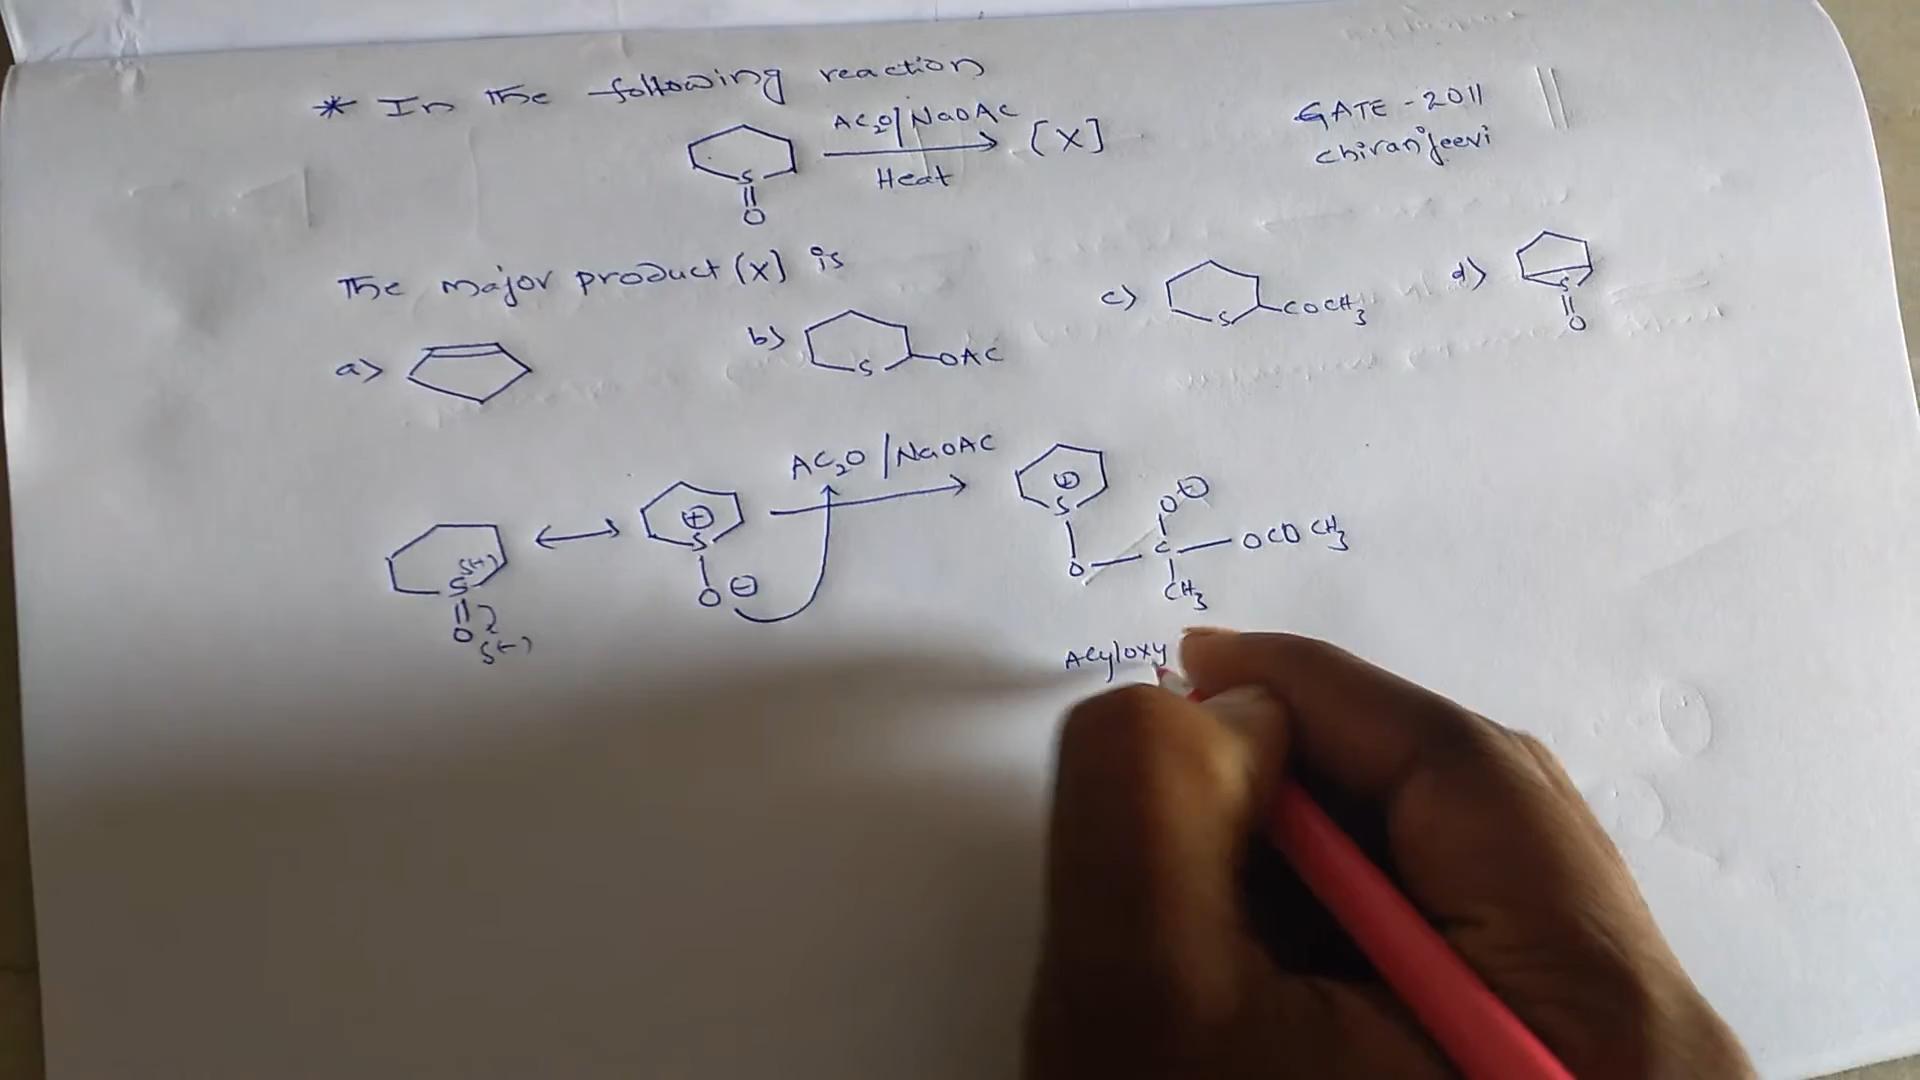 * In The following reaction
GATE - 2011
chiranjeevi
Ac₂O/NaOAc
[X]
Heat
S
O
The major product [X] is
a>
b>
S
OAc
c>
S
COCH₃
d>
S
O
Ac₂O/NaOAc
S
O
S
O⊖
⊕
S
O
C
O⊖
OCOCH₃
CH₃
Acyloxy